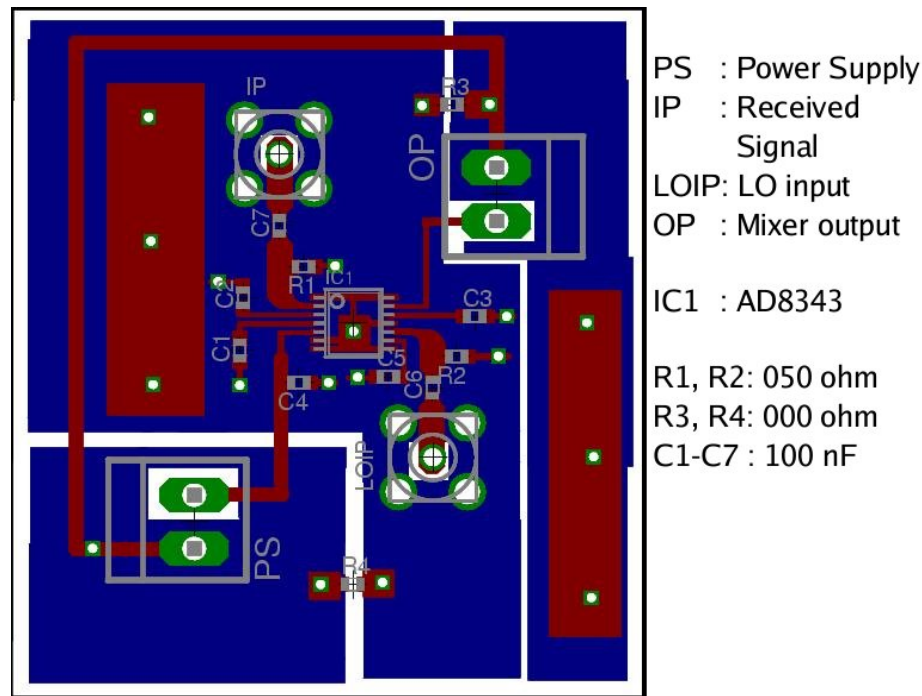 IP
R3
OP
C7
R1
IC1
C2
C3
C1
R2
C5
C6
C4
LOIP
PS
R4
PS : Power Supply
IP : Received
Signal
LOIP: LO input
OP : Mixer output
IC1 : AD8343
R1, R2: 050 ohm
R3, R4: 000 ohm
C1-C7 : 100 nF